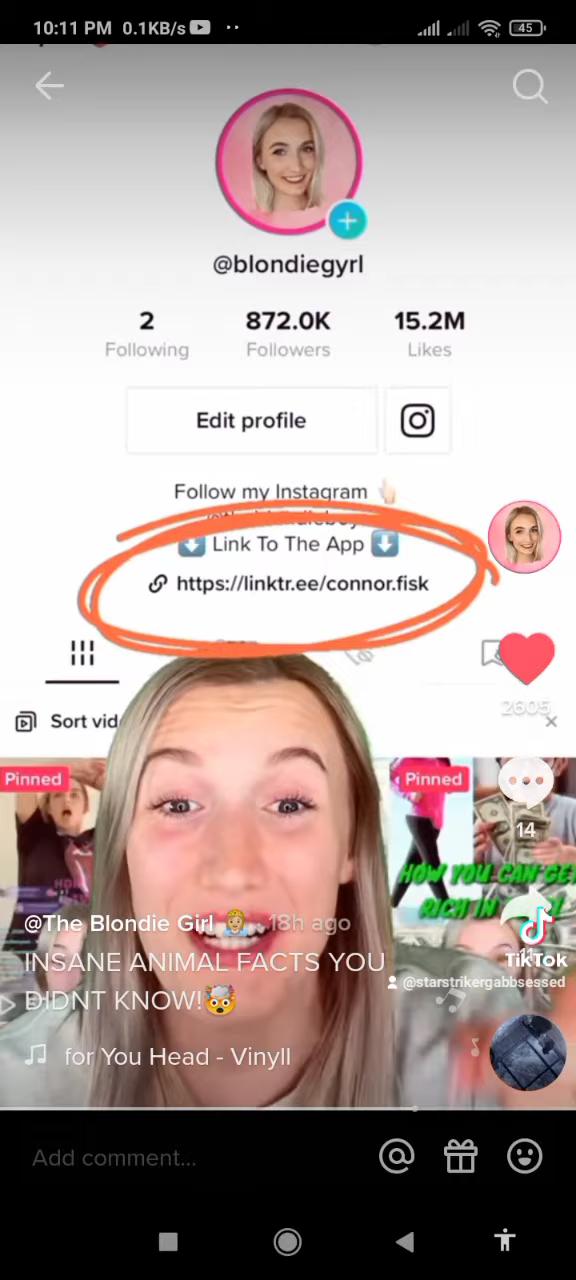 10:11 PM 0.1KB/s
45
@blondiegyrl
2 872.0K 15.2M
Following Followers Likes
Edit profile
Follow my Instagram 👆🏻
⬇️ Link To The App ⬇️
https://linktr.ee/connor.fisk
2605
Sort vid
Pinned
Pinned
14
HOW YOU CAN GET
RICH IN
@The Blondie Girl 👸🏼 18h ago
INSANE ANIMAL FACTS YOU
DIDNT KNOW!🤯
TikTok
@starstrikergabbsessed
for You Head - Vinyll
Add comment...